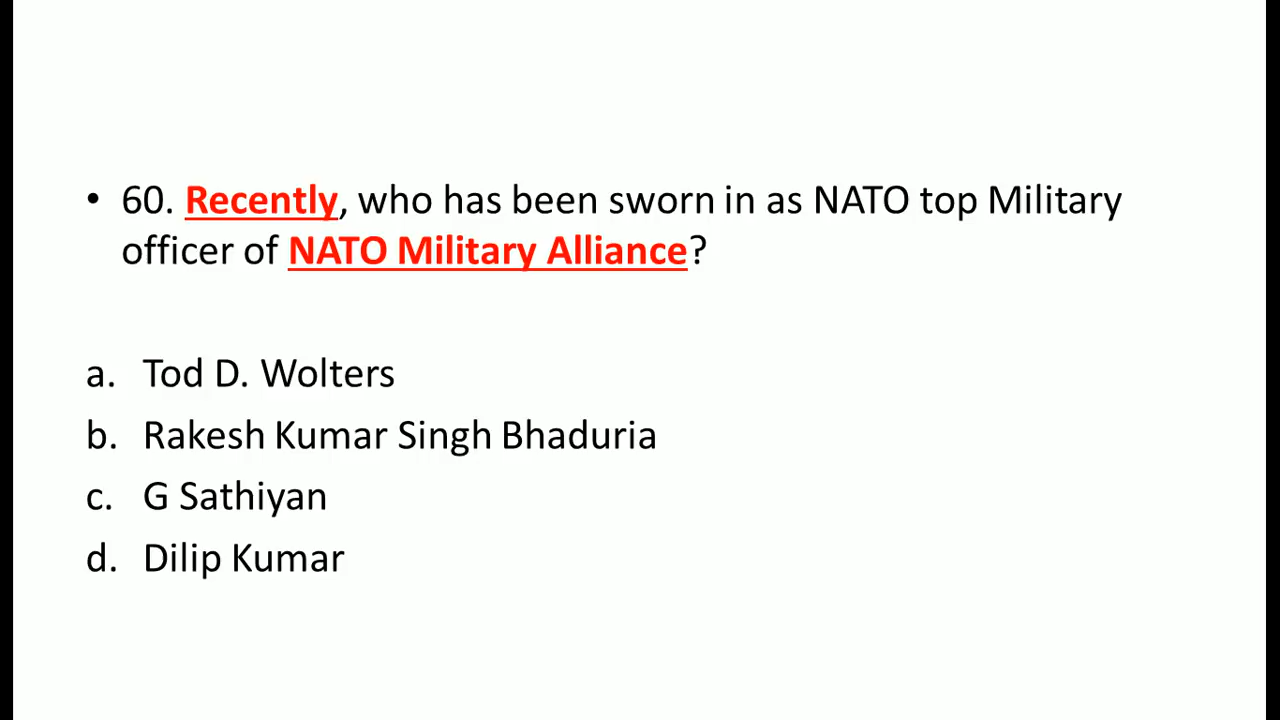 • 60. Recently, who has been sworn in as NATO top Military
officer of NATO Military Alliance?
a. Tod D. Wolters
b. Rakesh Kumar Singh Bhaduria
c. G Sathiyan
d. Dilip Kumar